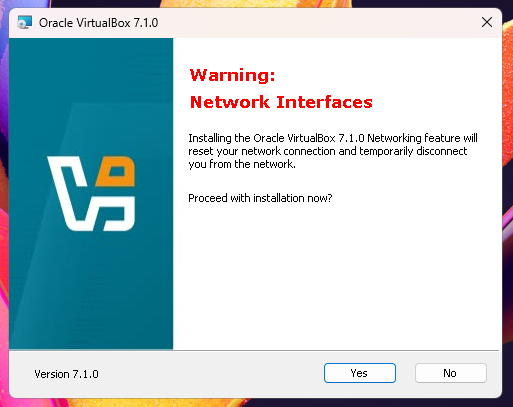 Oracle VirtualBox 7.1.0
Warning:
Network Interfaces
Installing the Oracle VirtualBox 7.1.0 Networking feature will
reset your network connection and temporarily disconnect
you from the network.
Proceed with installation now?
Version 7.1.0
Yes
No